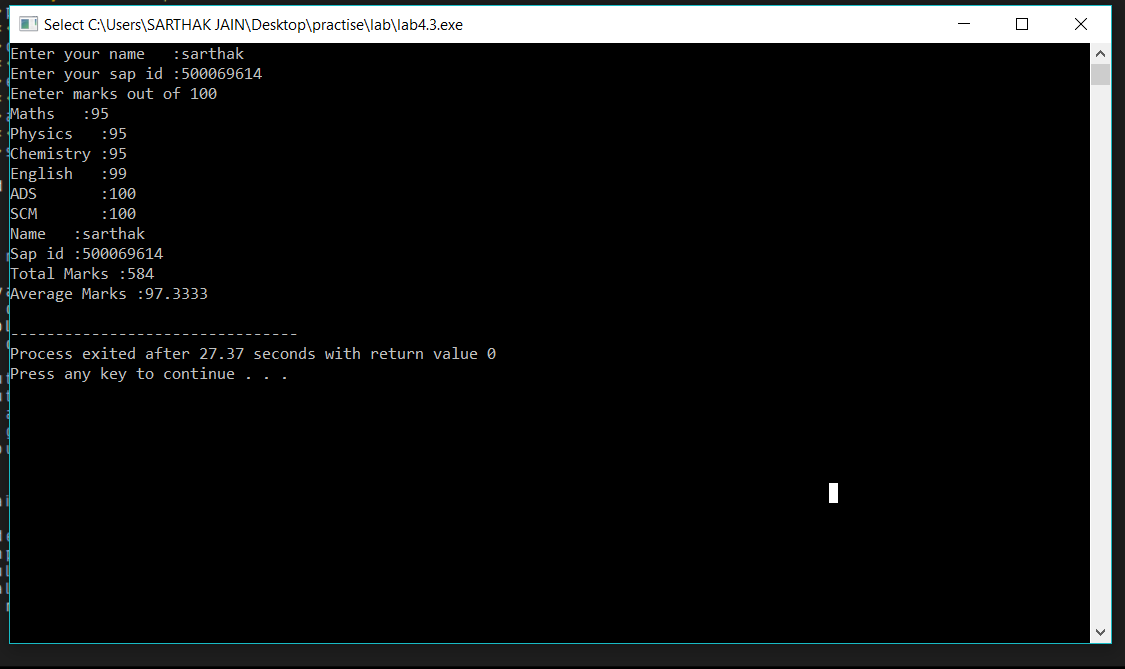 Select C:\Users\SARTHAK JAIN\Desktop\practise\lab\lab4.3.exe
Enter your name   :sarthak
Enter your sap id :500069614
Eneter marks out of 100
Maths   :95
Physics   :95
Chemistry :95
English   :99
ADS       :100
SCM       :100
Name   :sarthak
Sap id :500069614
Total Marks :584
Average Marks :97.3333
--------------------------------
Process exited after 27.37 seconds with return value 0
Press any key to continue . . .